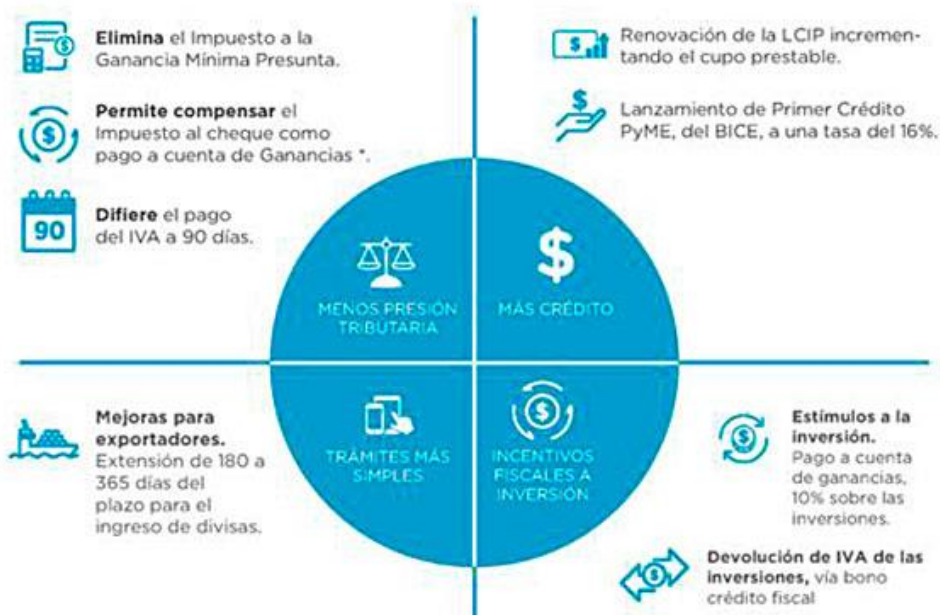 Elimina el Impuesto a la
Ganancia Mínima Presunta.
Permite compensar el
Impuesto al cheque como
pago a cuenta de Ganancias *.
90
Difiere el pago
del IVA a 90 días.
$
Renovación de la LCIP incremen-
tando el cupo prestable.
$
Lanzamiento de Primer Crédito
PyME, del BICE, a una tasa del 16%.
MENOS PRESIÓN
TRIBUTARIA
$
MÁS CRÉDITO
Mejoras para
exportadores.
Extensión de 180 a
365 días del
plazo para el
ingreso de divisas.
TRÁMITES MÁS
SIMPLES
$
INCENTIVOS
FISCALES A
INVERSIÓN
$
Estímulos a la
inversión.
Pago a cuenta
de ganancias,
10% sobre las
inversiones.
$
Devolución de IVA de las
inversiones, vía bono
crédito fiscal